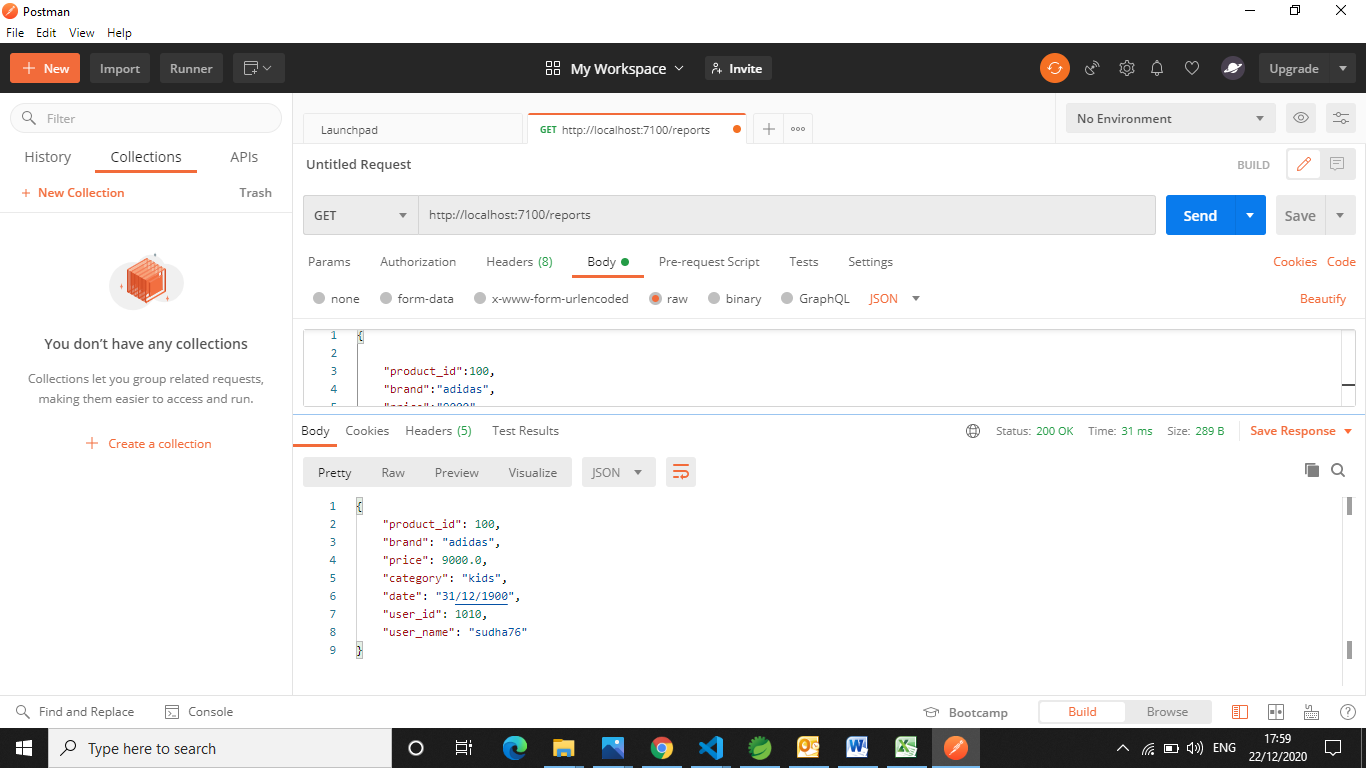 Postman
File Edit View Help
+ New Import Runner My Workspace Invite Upgrade
Filter
History Collections APIs
+ New Collection Trash
You don't have any collections
Collections let you group related requests,
making them easier to access and run.
+ Create a collection
Launchpad GET http://localhost:7100/reports + ooo No Environment
Untitled Request BUILD
GET http://localhost:7100/reports Send Save
Params Authorization Headers (8) Body Pre-request Script Tests Settings Cookies Code
none form-data x-www-form-urlencoded raw binary GraphQL JSON Beautify
1 {
2
3 "product_id":100,
4 "brand":"adidas",
5 "price":"9000"
Body Cookies Headers (5) Test Results Status: 200 OK Time: 31 ms Size: 289 B Save Response
Pretty Raw Preview Visualize JSON
1 {
2 "product_id": 100,
3 "brand": "adidas",
4 "price": 9000.0,
5 "category": "kids",
6 "date": "31/12/1900",
7 "user_id": 1010,
8 "user_name": "sudha76"
9 }
Find and Replace Console Bootcamp Build Browse
Type here to search ENG 17:59
22/12/2020